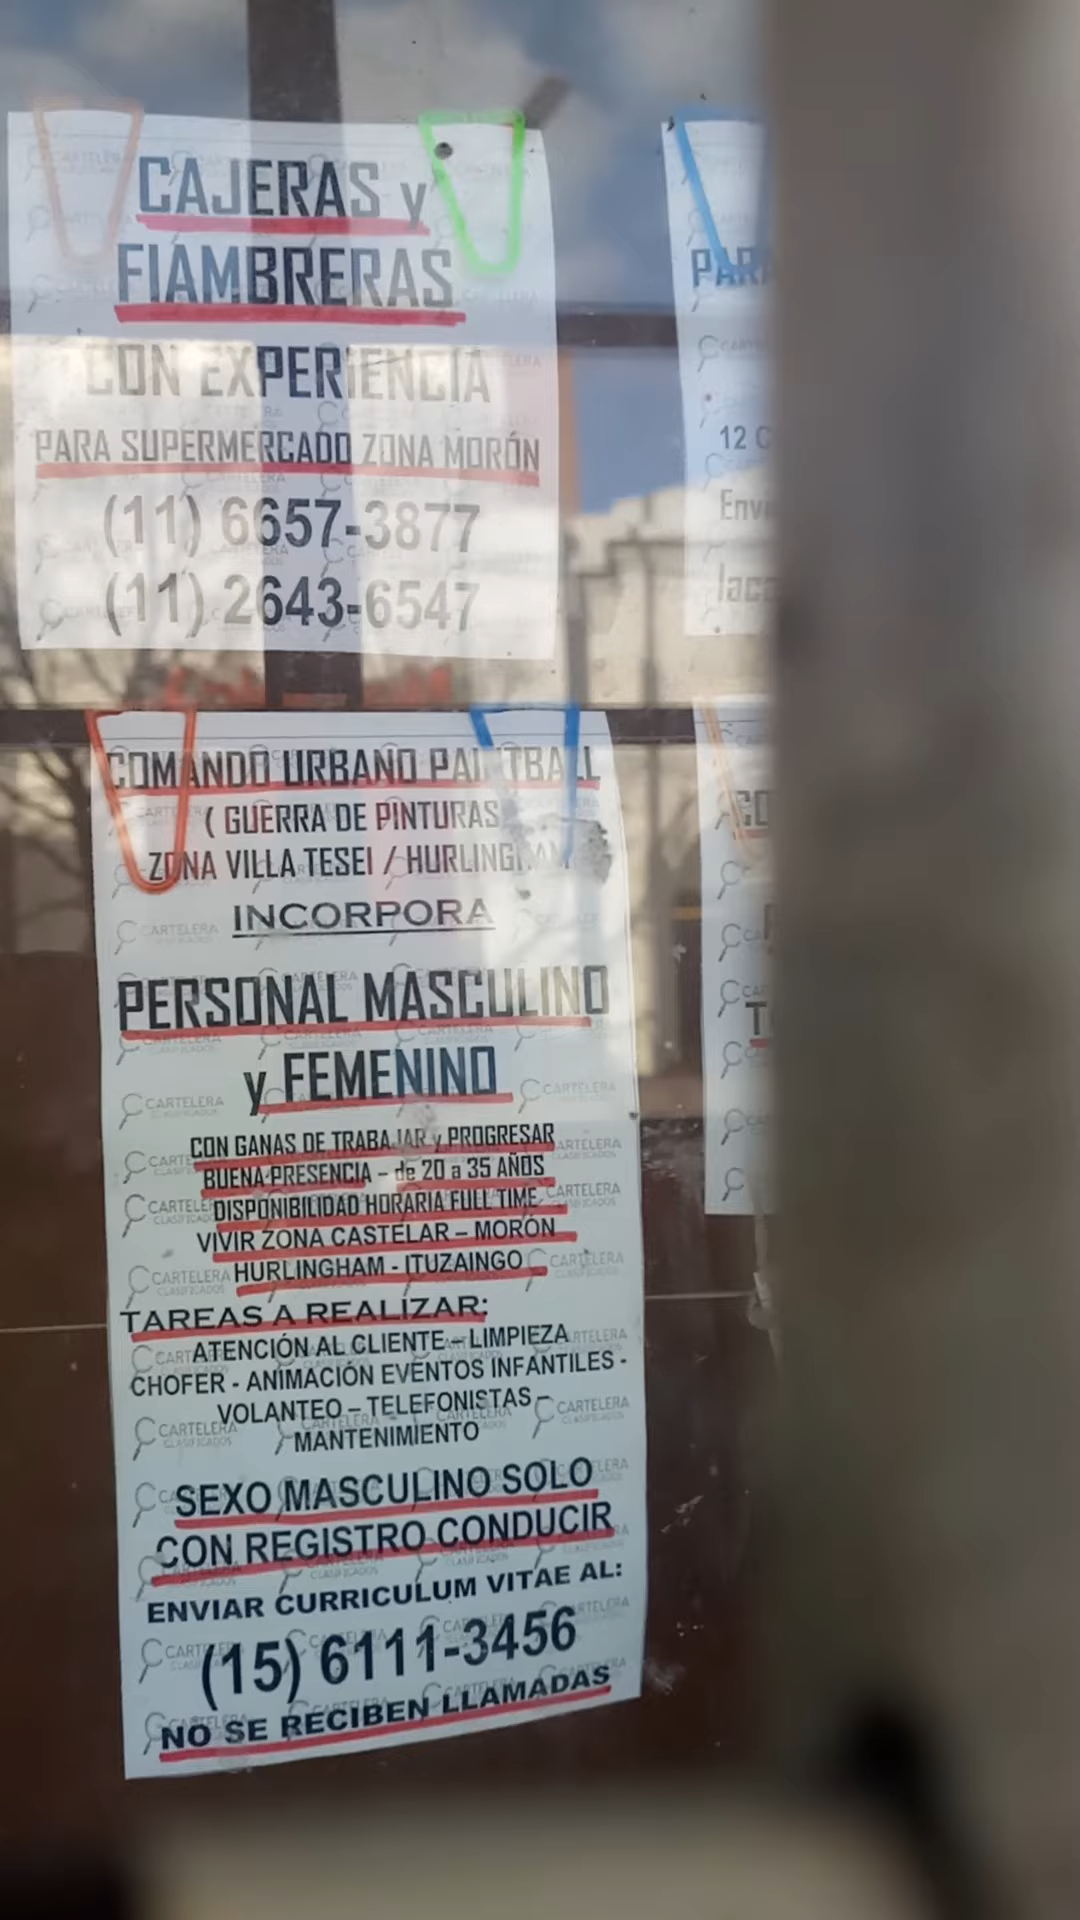 CAJERAS y
FIAMBRERAS
CON EXPERIENCIA
PARA SUPERMERCADO ZONA MORÓN
(11) 6657-3877
(11) 2643-6547
COMANDO URBANO PAINTBALL
( GUERRA DE PINTURAS
ZONA VILLA TESEI / HURLINGHAM
INCORPORA
PERSONAL MASCULINO
y FEMENINO
CON GANAS DE TRABAJAR y PROGRESAR
BUENA PRESENCIA – de 20 a 35 AÑOS
DISPONIBILIDAD HORARIA FULL TIME
VIVIR ZONA CASTELAR – MORÓN
HURLINGHAM - ITUZAINGO
TAREAS A REALIZAR:
ATENCIÓN AL CLIENTE – LIMPIEZA
CHOFER - ANIMACIÓN EVENTOS INFANTILES -
VOLANTEO – TELEFONISTAS –
MANTENIMIENTO
SEXO MASCULINO SOLO
CON REGISTRO CONDUCIR
ENVIAR CURRICULUM VITAE AL:
(15) 6111-3456
NO SE RECIBEN LLAMADAS
12